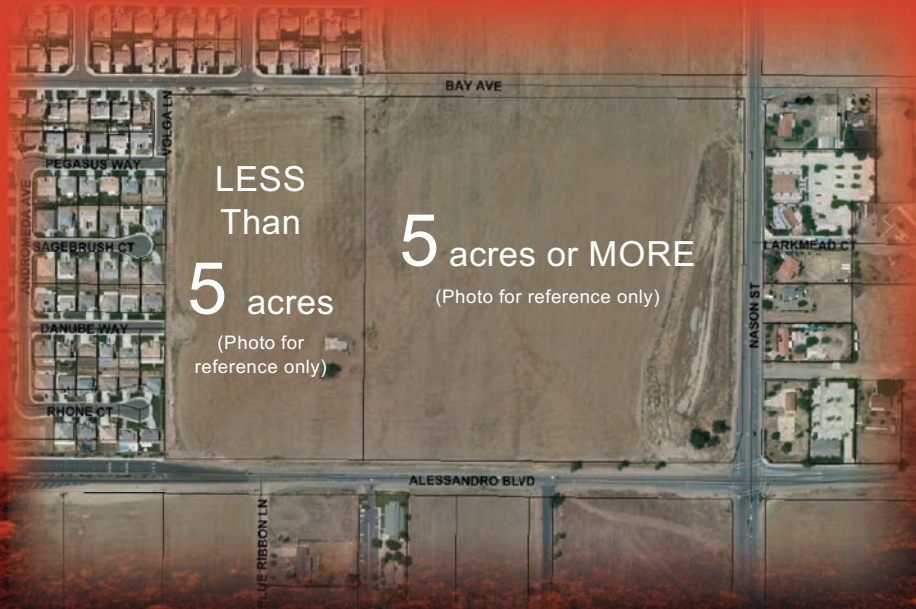 BAY AVE
VOLGA LN
PEGASUS WAY
ANDROMEDA AVE
SAGEBRUSH CT
DANUBE WAY
RHONE CT
LESS
Than
5 acres
(Photo for
reference only)
5 acres or MORE
(Photo for reference only)
LARKMEAD CT
NASON ST
ALESSANDRO BLVD
BLUE RIBBON LN